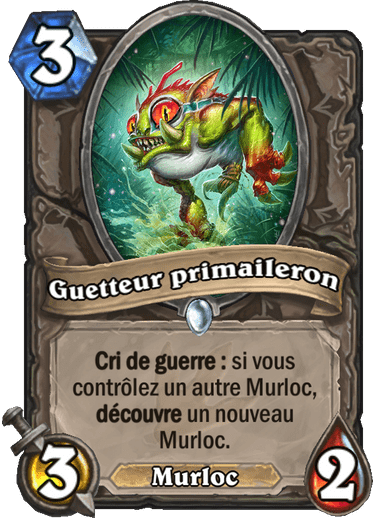 3
Guetteur primaileron
Cri de guerre : si vous
contrôlez un autre Murloc,
découvre un nouveau
Murloc.
3
Murloc
2